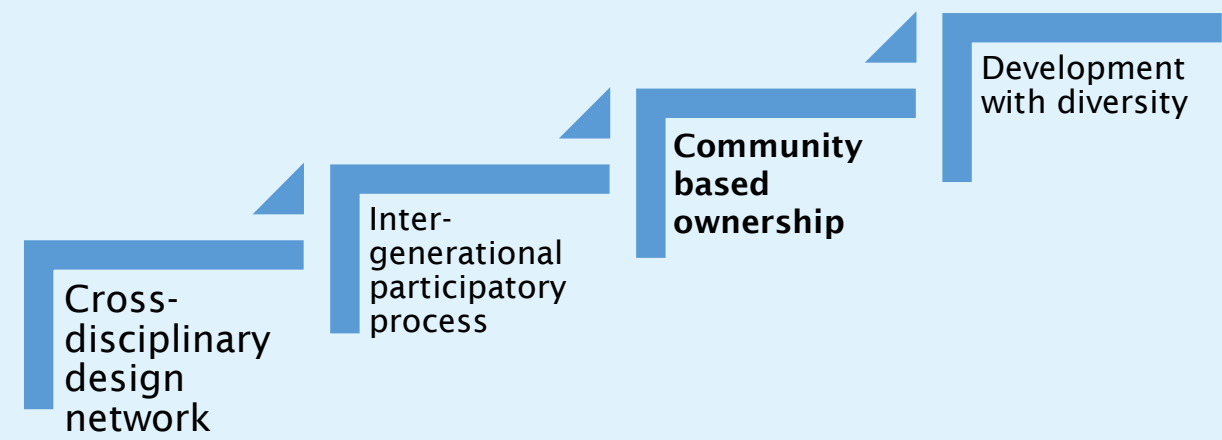 Cross-
disciplinary
design
network
Inter-
generational
participatory
process
Community
based
ownership
Development
with diversity